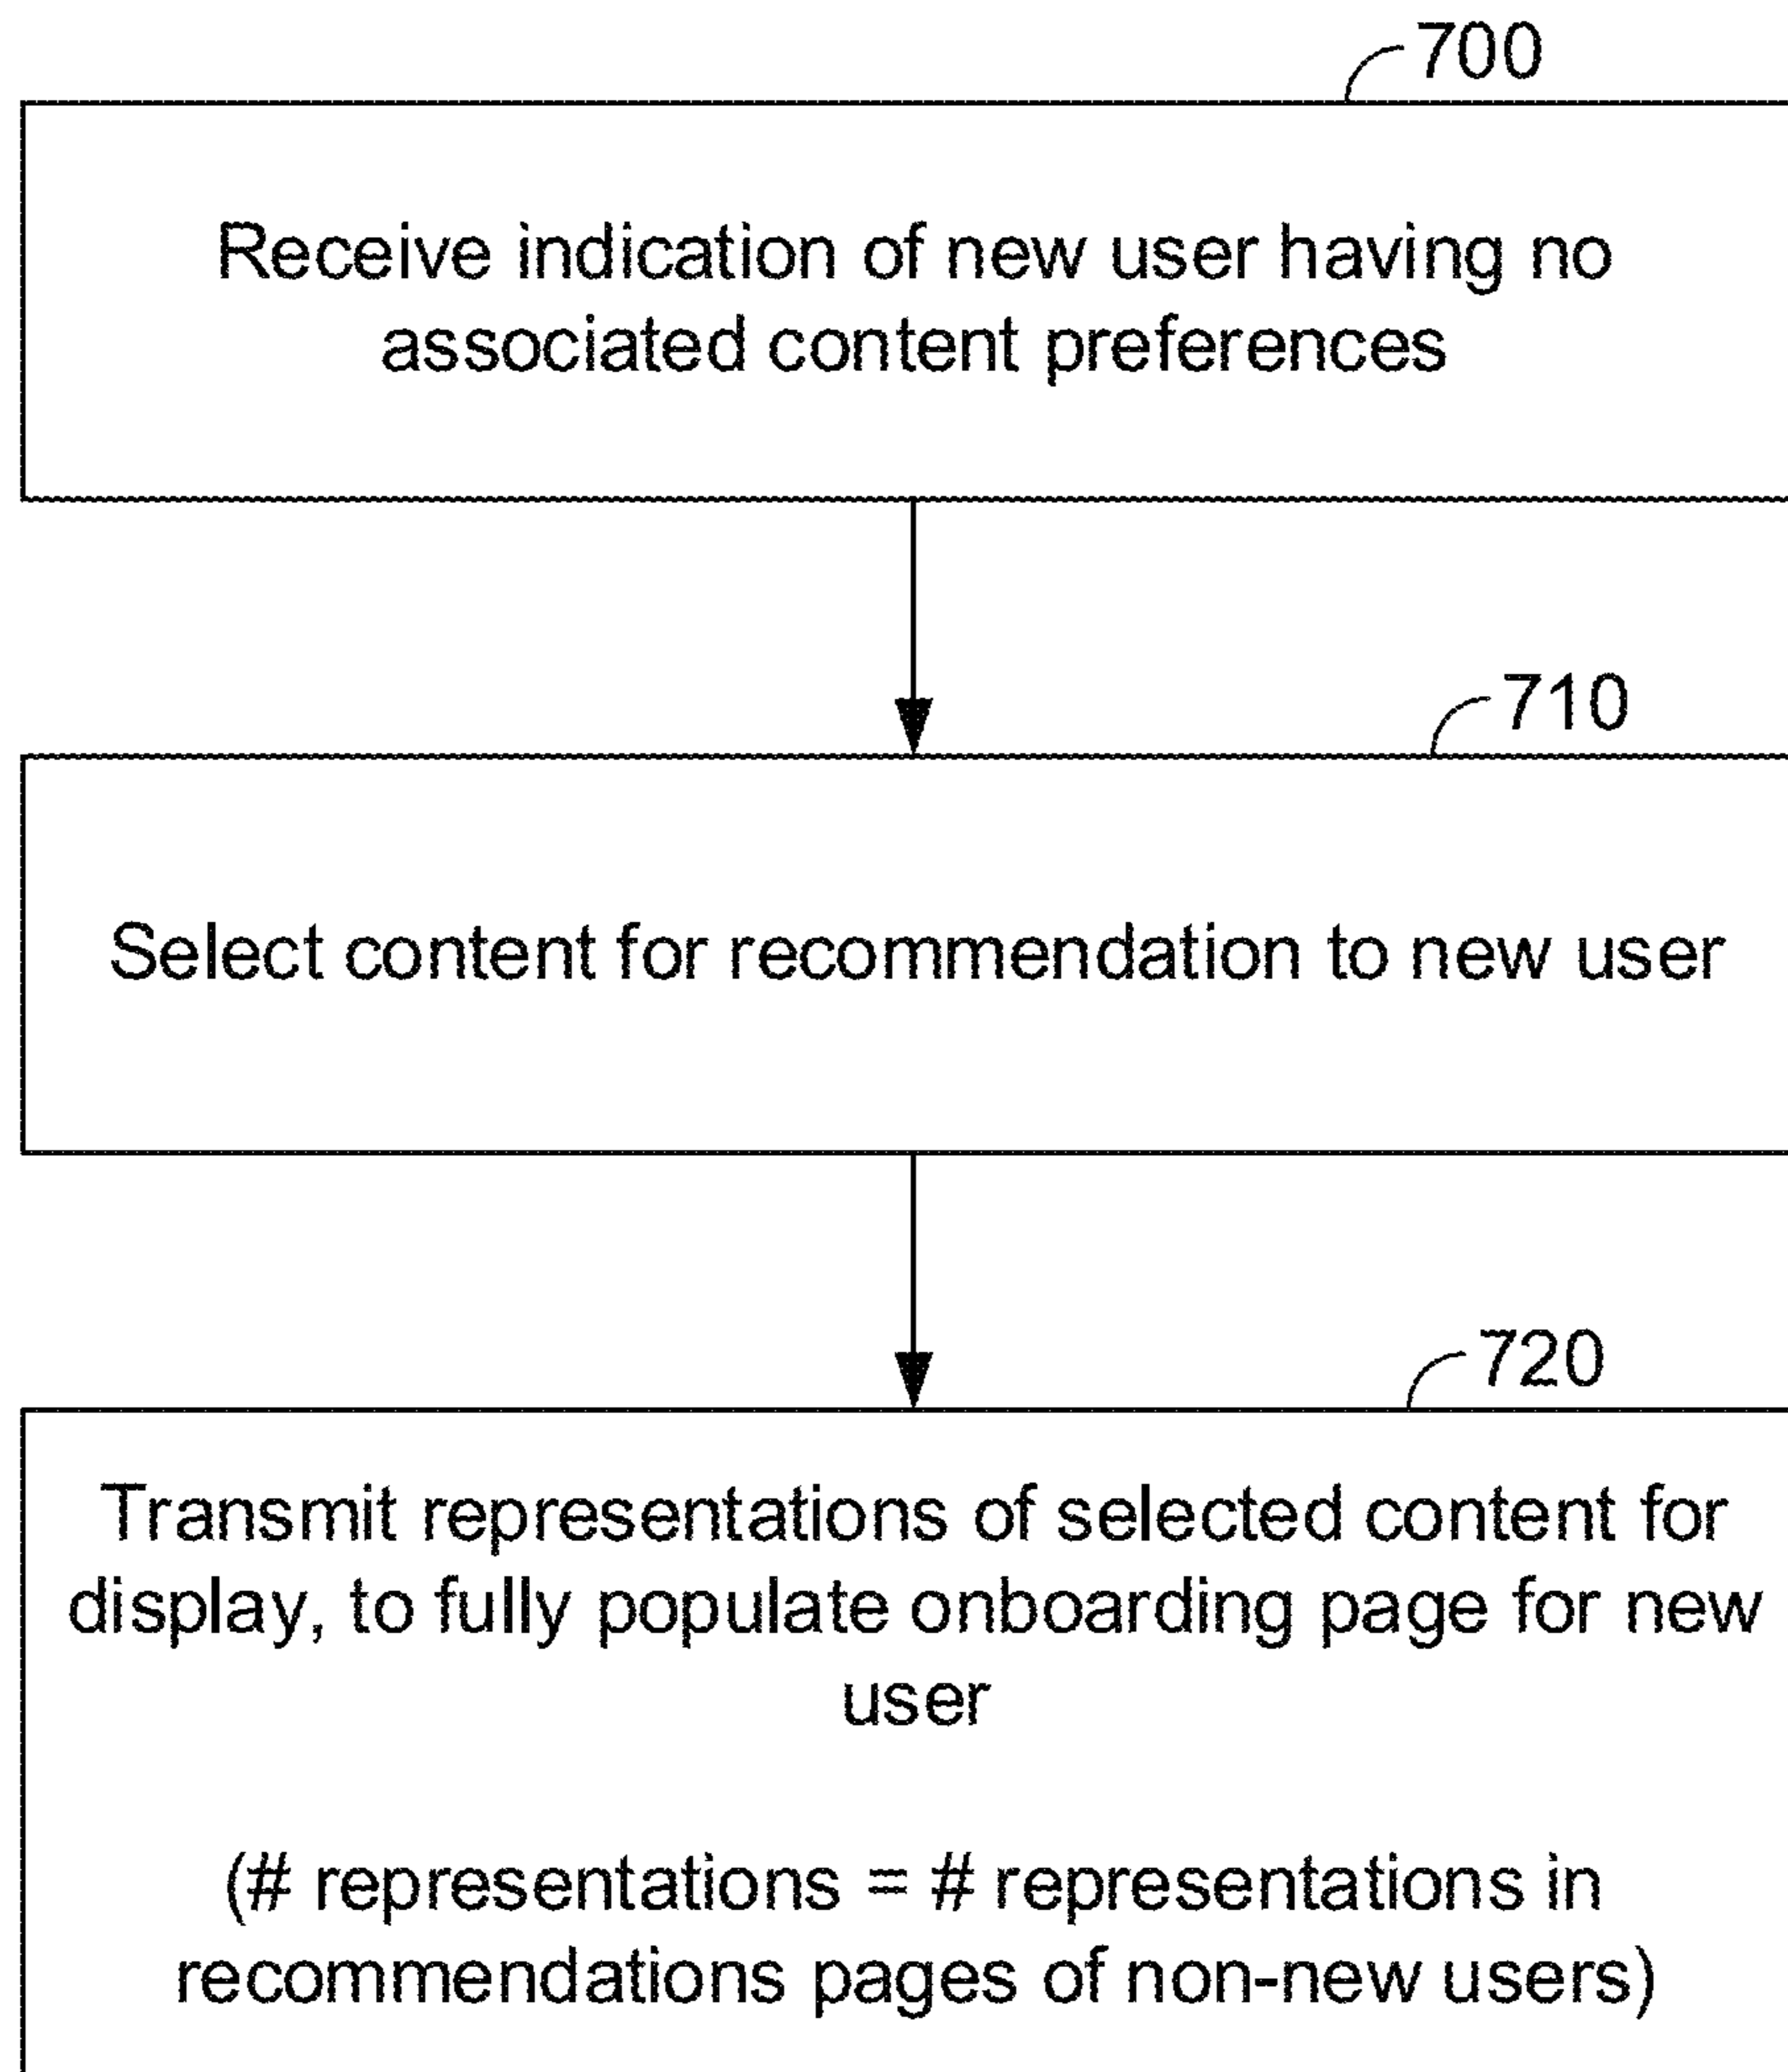 700
Receive indication of new user having no
associated content preferences
710
Select content for recommendation to new user
720
Transmit representations of selected content for
display, to fully populate onboarding page for new
user
(# representations = # representations in
recommendations pages of non-new users)